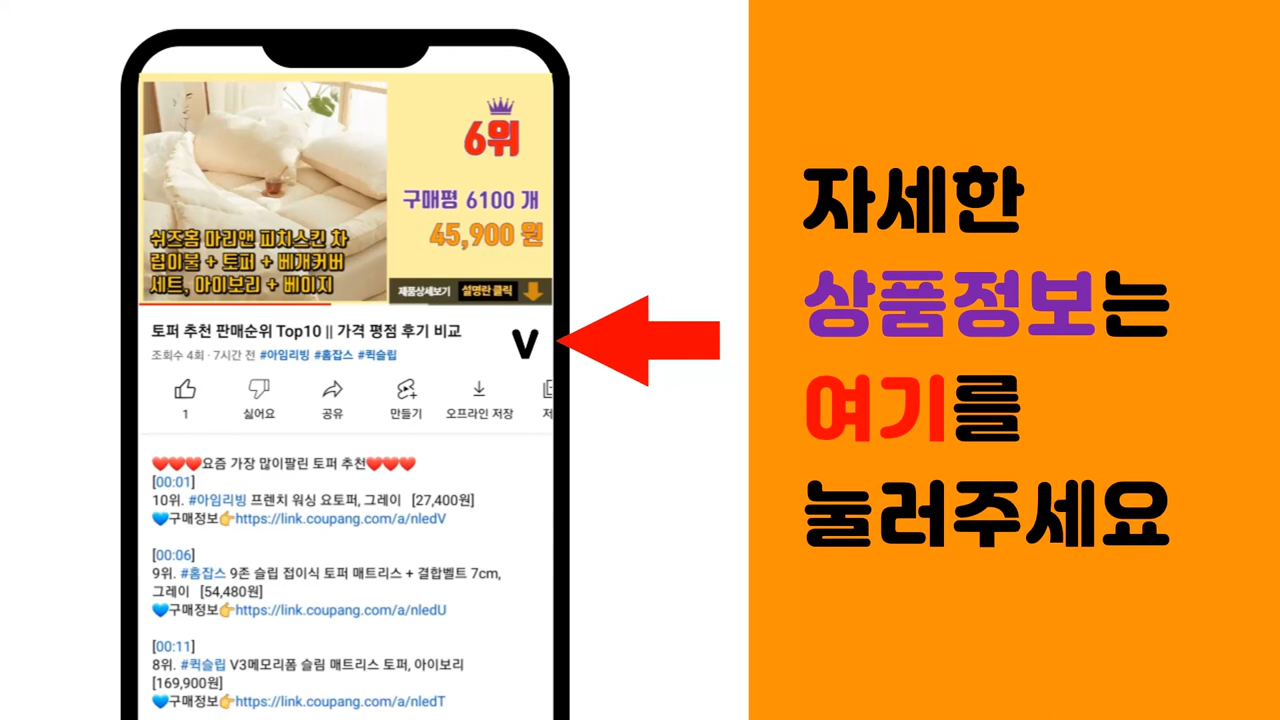 6위
구매평 6100 개
45,900 원
쉬즈홈 마리앤 피치스킨 차
렵이불 + 토퍼 + 베개커버
세트, 아이보리 + 베이지
제품상세보기 설명란 클릭
토퍼 추천 판매순위 Top10 || 가격 평점 후기 비교
V
조회수 4회 · 7시간 전 #아임리빙 #홈잡스 #퀵슬립
1 싫어요 공유 만들기 오프라인 저장 저
❤❤❤요즘 가장 많이팔린 토퍼 추천❤❤❤
[00:01]
10위. #아임리빙 프렌치 워싱 요토퍼, 그레이 [27,400원]
💙구매정보👉https://link.coupang.com/a/nledV
[00:06]
9위. #홈잡스 9존 슬립 접이식 토퍼 매트리스 + 결합벨트 7cm,
그레이 [54,480원]
💙구매정보👉https://link.coupang.com/a/nledU
[00:11]
8위. #퀵슬립 V3메모리폼 슬림 매트리스 토퍼, 아이보리
[169,900원]
💙구매정보👉https://link.coupang.com/a/nledT
자세한
상품정보는
여기를
눌러주세요